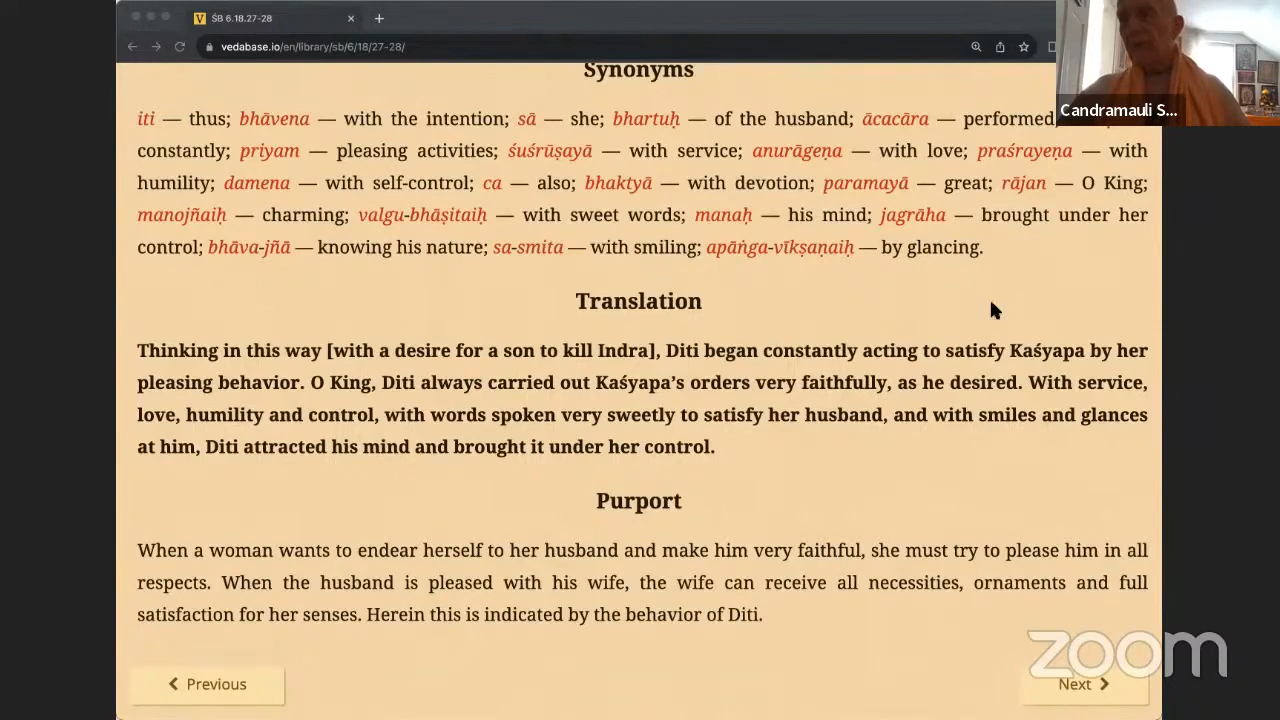 ŚB 6.18.27-28
vedabase.io/en/library/sb/6/18/27-28/
Candramauli S...
Synonyms
iti — thus; bhāvena — with the intention; sā — she; bhartuḥ — of the husband; ācacāra — performed;
constantly; priyam — pleasing activities; śuśrūṣayā — with service; anurāgeṇa — with love; praśrayeṇa — with
humility; damena — with self-control; ca — also; bhaktyā — with devotion; paramayā — great; rājan — O King;
manojñaiḥ — charming; valgu-bhāṣitaiḥ — with sweet words; manaḥ — his mind; jagrāha — brought under her
control; bhāva-jñā — knowing his nature; sa-smita — with smiling; apāṅga-vīkṣaṇaiḥ — by glancing.
Translation
Thinking in this way [with a desire for a son to kill Indra], Diti began constantly acting to satisfy Kaśyapa by her
pleasing behavior. O King, Diti always carried out Kaśyapa's orders very faithfully, as he desired. With service,
love, humility and control, with words spoken very sweetly to satisfy her husband, and with smiles and glances
at him, Diti attracted his mind and brought it under her control.
Purport
When a woman wants to endear herself to her husband and make him very faithful, she must try to please him in all
respects. When the husband is pleased with his wife, the wife can receive all necessities, ornaments and full
satisfaction for her senses. Herein this is indicated by the behavior of Diti.
Previous
Next
zoom